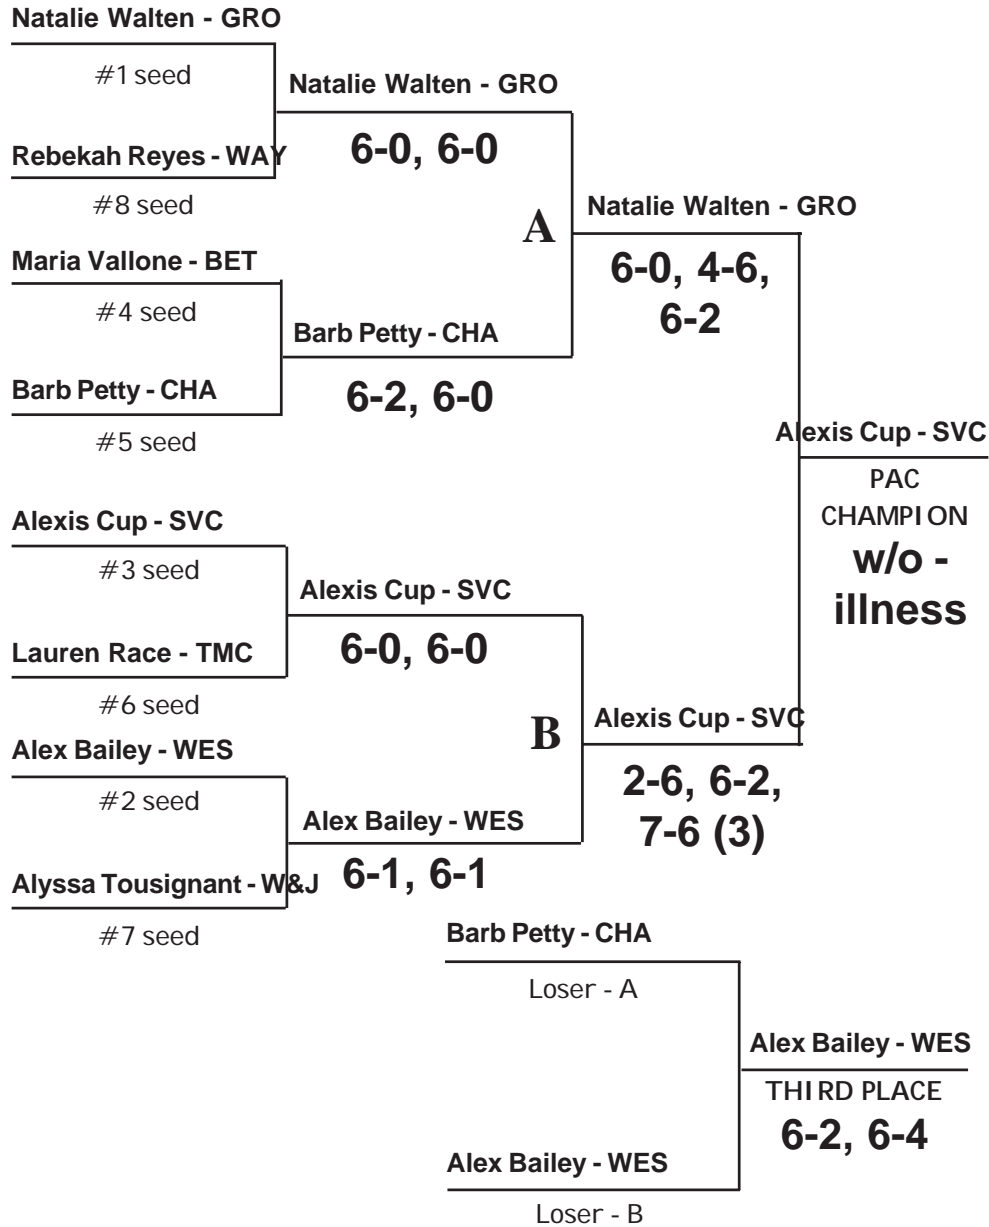 Natalie Walten - GRO
#1 seed
Natalie Walten - GRO
6-0, 6-0
Rebekah Reyes - WAY
#8 seed
A
Natalie Walten - GRO
6-0, 4-6,
6-2
Maria Vallone - BET
#4 seed
Barb Petty - CHA
6-2, 6-0
Barb Petty - CHA
#5 seed
Alexis Cup - SVC
PAC
CHAMPION
w/o -
illness
Alexis Cup - SVC
#3 seed
Alexis Cup - SVC
6-0, 6-0
Lauren Race - TMC
#6 seed
B
Alexis Cup - SVC
2-6, 6-2,
7-6 (3)
Alex Bailey - WES
#2 seed
Alex Bailey - WES
6-1, 6-1
Alyssa Tousignant - W&J
#7 seed
Barb Petty - CHA
Loser - A
Alex Bailey - WES
THIRD PLACE
6-2, 6-4
Alex Bailey - WES
Loser - B